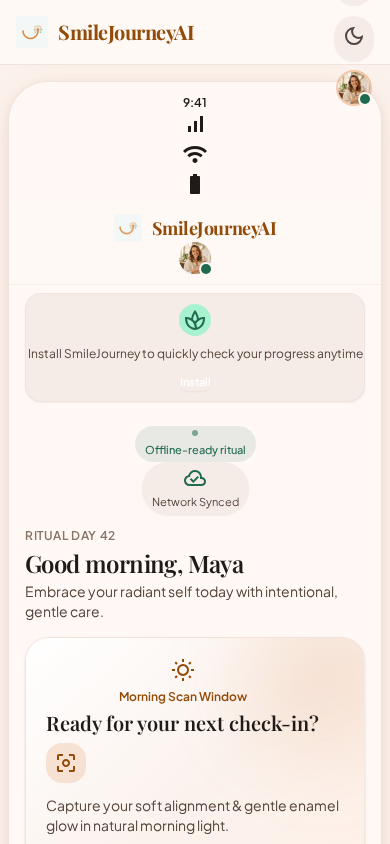 SmileJourneyAI
9:41
SmileJourneyAI
Install SmileJourney to quickly check your progress anytime
Install
Offline-ready ritual
Network Synced
RITUAL DAY 42
Good morning, Maya
Embrace your radiant self today with intentional,
gentle care.
Morning Scan Window
Ready for your next check-in?
Capture your soft alignment & gentle enamel
glow in natural morning light.